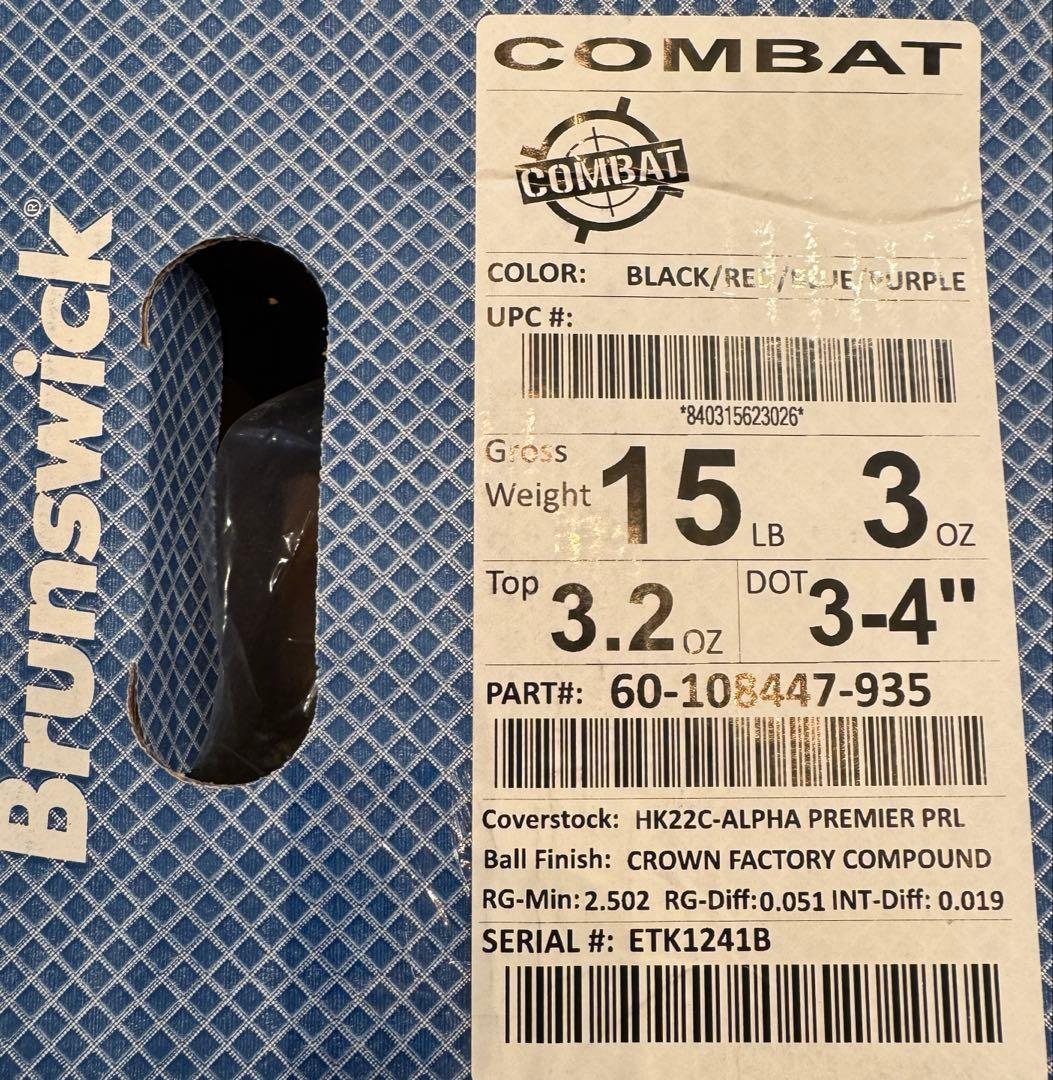 Brunswick®
COMBAT
COMBAT
COLOR: BLACK/RED/BLUE/PURPLE
UPC #:
*840315623026*
Gross Weight 15 LB 3 OZ
Top 3.2 OZ DOT 3-4"
PART#: 60-108447-935
Coverstock: HK22C-ALPHA PREMIER PRL
Ball Finish: CROWN FACTORY COMPOUND
RG-Min: 2.502 RG-Diff: 0.051 INT-Diff: 0.019
SERIAL #: ETK1241B